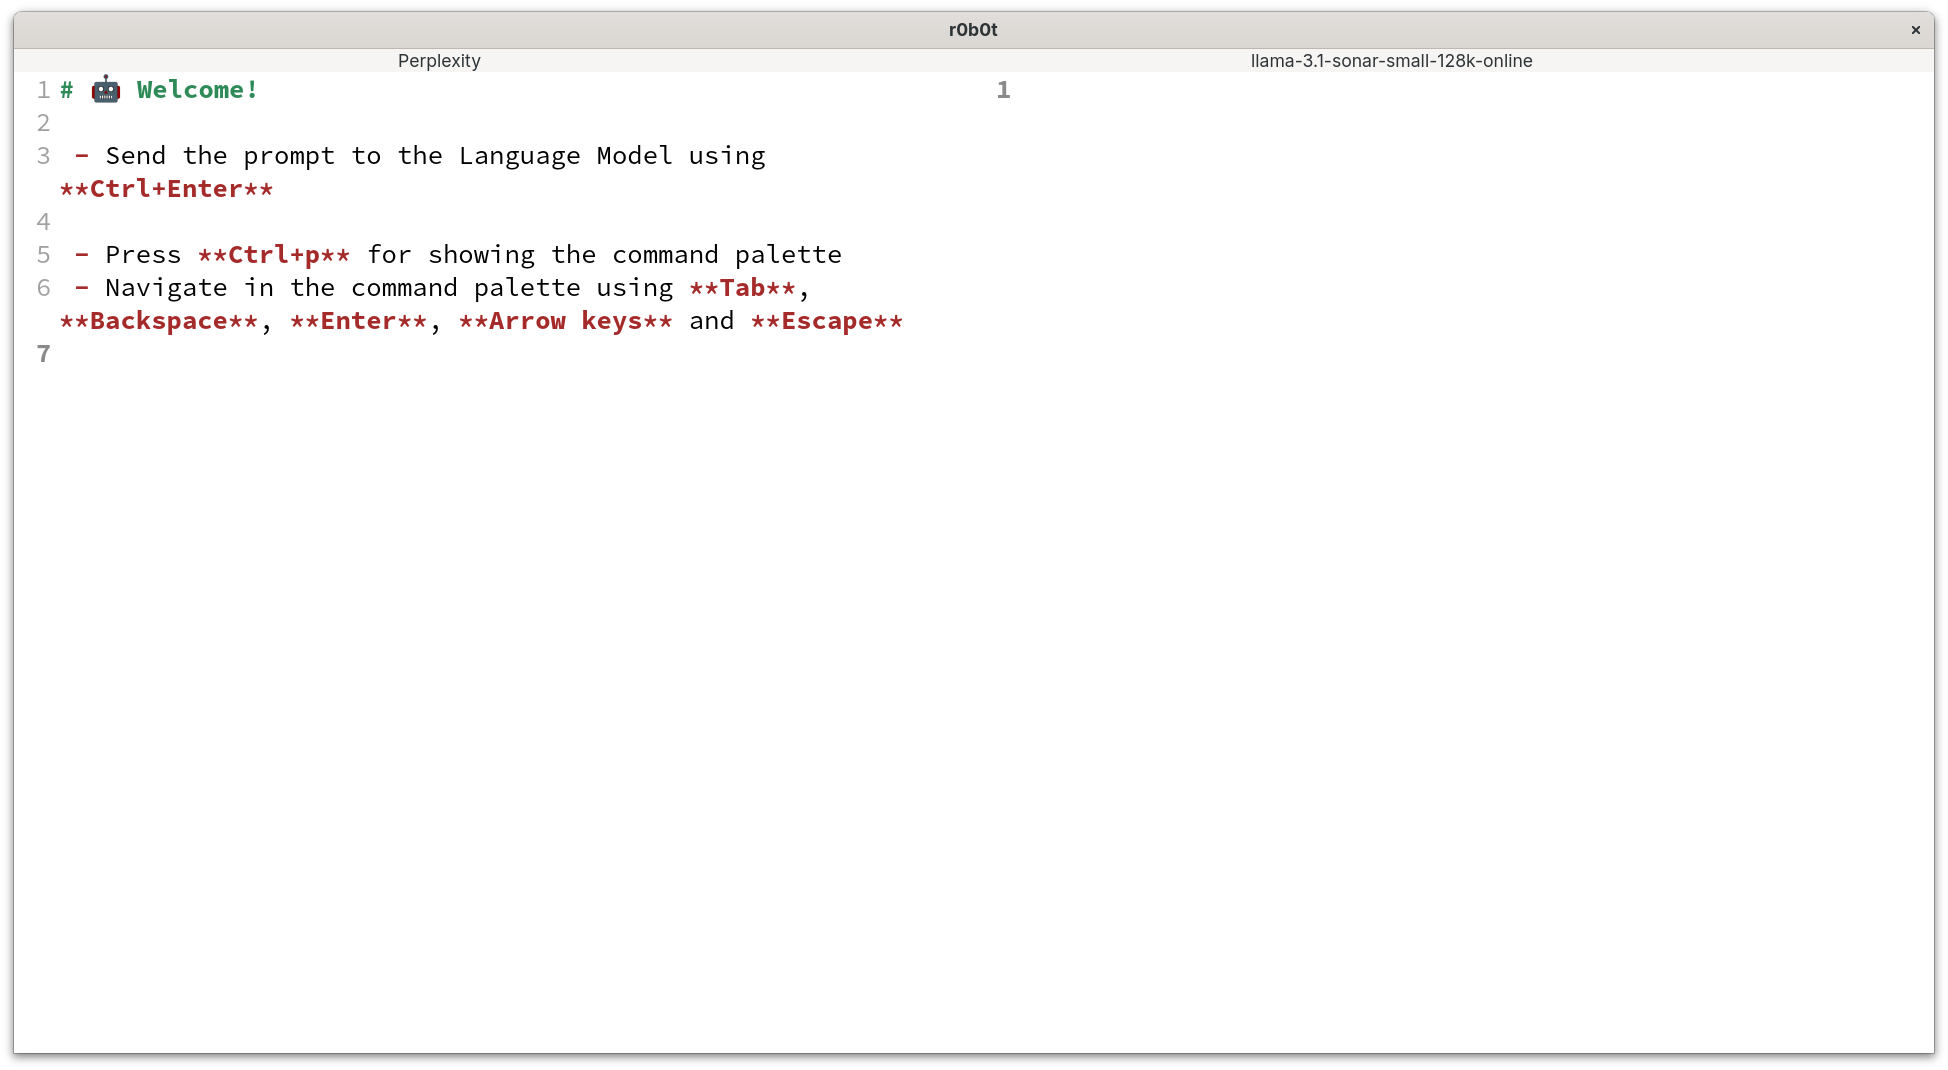 r0b0t ×
Perplexity llama-3.1-sonar-small-128k-online
1 # 🤖 Welcome! 1
2
3 - Send the prompt to the Language Model using
**Ctrl+Enter**
4
5 - Press **Ctrl+p** for showing the command palette
6 - Navigate in the command palette using **Tab**,
**Backspace**, **Enter**, **Arrow keys** and **Escape**
7